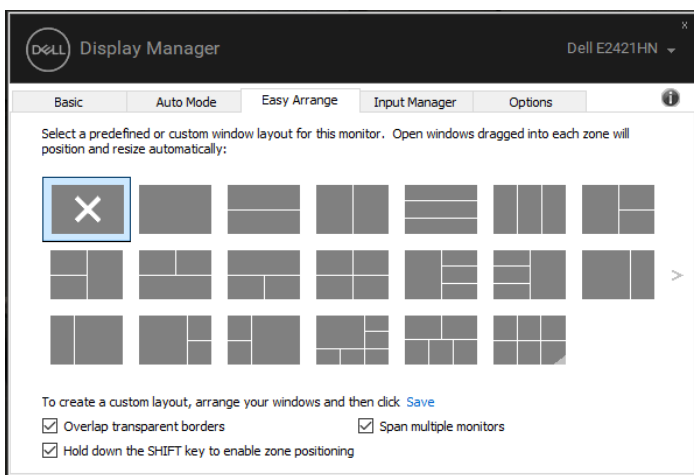 DELL Display Manager
Dell E2421HN
Basic Auto Mode Easy Arrange Input Manager Options
Select a predefined or custom window layout for this monitor.  Open windows dragged into each zone will
position and resize automatically:
To create a custom layout, arrange your windows and then click Save
Overlap transparent borders
Span multiple monitors
Hold down the SHIFT key to enable zone positioning